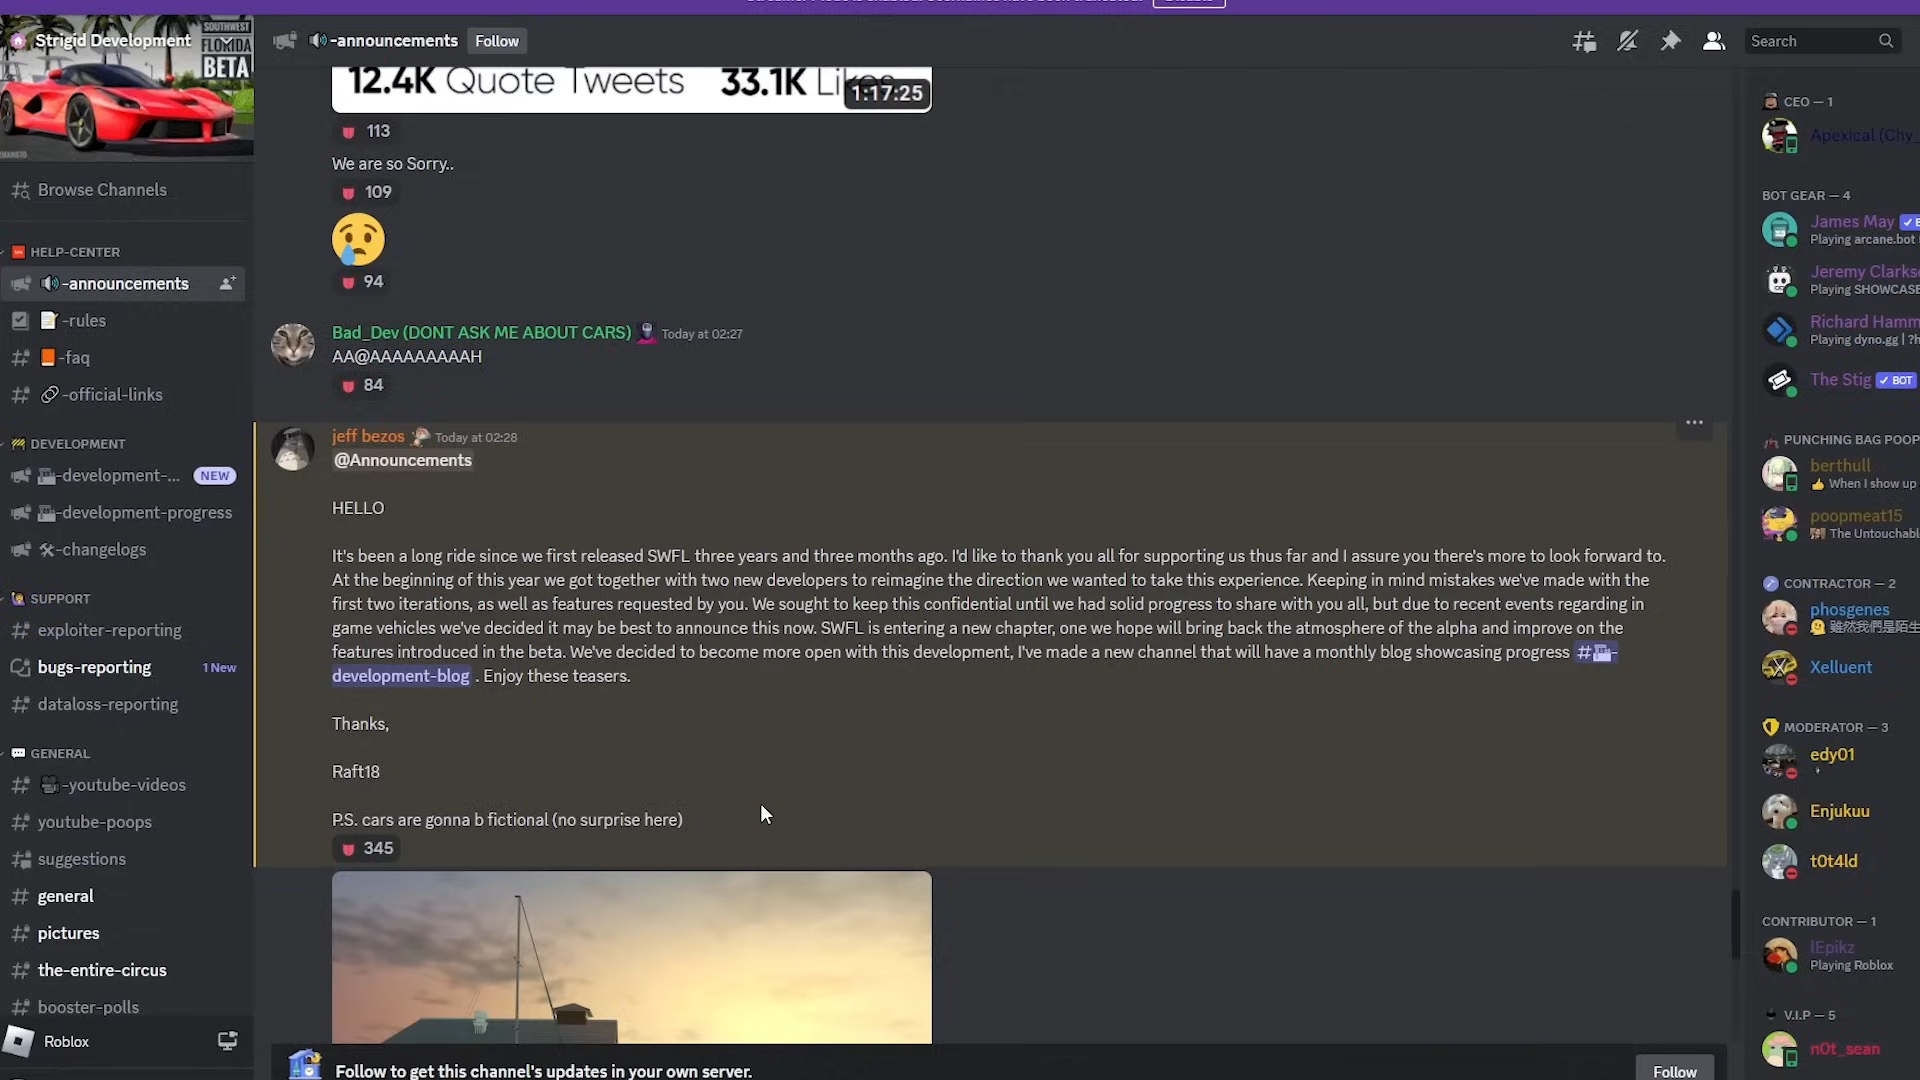 Strigid Development
SOUTHWEST
FLORIDA
BETA
Browse Channels
HELP-CENTER
-announcements
-rules
-faq
-official-links
DEVELOPMENT
-development-... NEW
-development-progress
-changelogs
SUPPORT
exploiter-reporting
bugs-reporting 1 New
dataloss-reporting
GENERAL
-youtube-videos
youtube-poops
suggestions
general
pictures
the-entire-circus
booster-polls
Roblox
-announcements Follow
Search
12.4K Quote Tweets 33.1K Likes
1:17:25
113
We are so Sorry..
109
94
Bad_Dev (DONT ASK ME ABOUT CARS) Today at 02:27
AA@AAAAAAAAAH
84
jeff bezos Today at 02:28
@Announcements
HELLO
It's been a long ride since we first released SWFL three years and three months ago. I'd like to thank you all for supporting us thus far and I assure you there's more to look forward to.
At the beginning of this year we got together with two new developers to reimagine the direction we wanted to take this experience. Keeping in mind mistakes we've made with the
first two iterations, as well as features requested by you. We sought to keep this confidential until we had solid progress to share with you all, but due to recent events regarding in
game vehicles we've decided it may be best to announce this now. SWFL is entering a new chapter, one we hope will bring back the atmosphere of the alpha and improve on the
features introduced in the beta. We've decided to become more open with this development, I've made a new channel that will have a monthly blog showcasing progress # -
development-blog . Enjoy these teasers.
Thanks,
Raft18
P.S. cars are gonna b fictional (no surprise here)
345
Follow to get this channel's updates in your own server.
Follow
CEO — 1
Apexical (Chy_
BOT GEAR — 4
James May
Playing arcane.bot
Jeremy Clarks
Playing SHOWCASE
Richard Hamm
Playing dyno.gg | ?h
The Stig BOT
PUNCHING BAG POOP
berthull
When I show up
poopmeat15
The Untouchabl
CONTRACTOR — 2
phosgenes
雖然我們是陌生
Xelluent
MODERATOR — 3
edy01
Enjukuu
t0t4ld
CONTRIBUTOR — 1
lEpikz
Playing Roblox
V.I.P — 5
n0t_sean